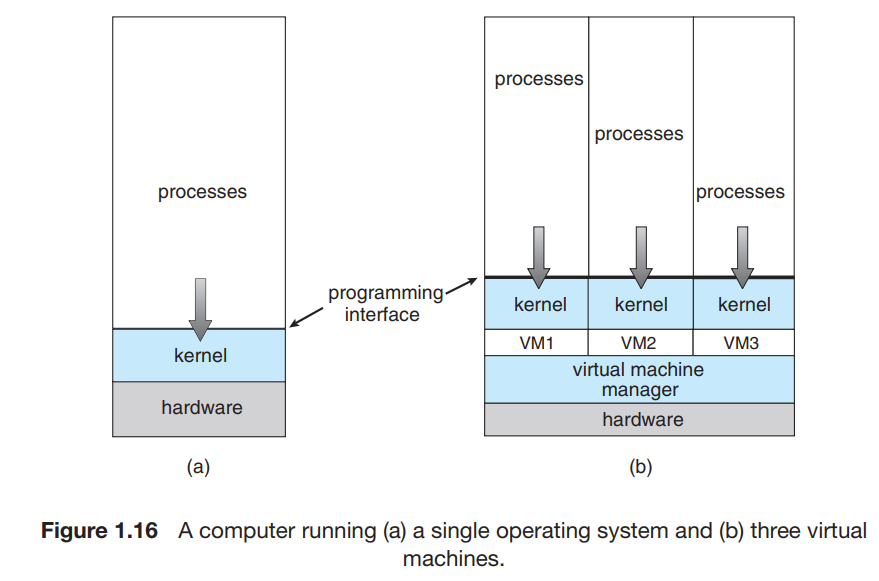 processes
kernel
hardware
(a)
programming
interface
processes
processes
processes
kernel kernel kernel
VM1 VM2 VM3
virtual machine
manager
hardware
(b)
Figure 1.16 A computer running (a) a single operating system and (b) three virtual
machines.